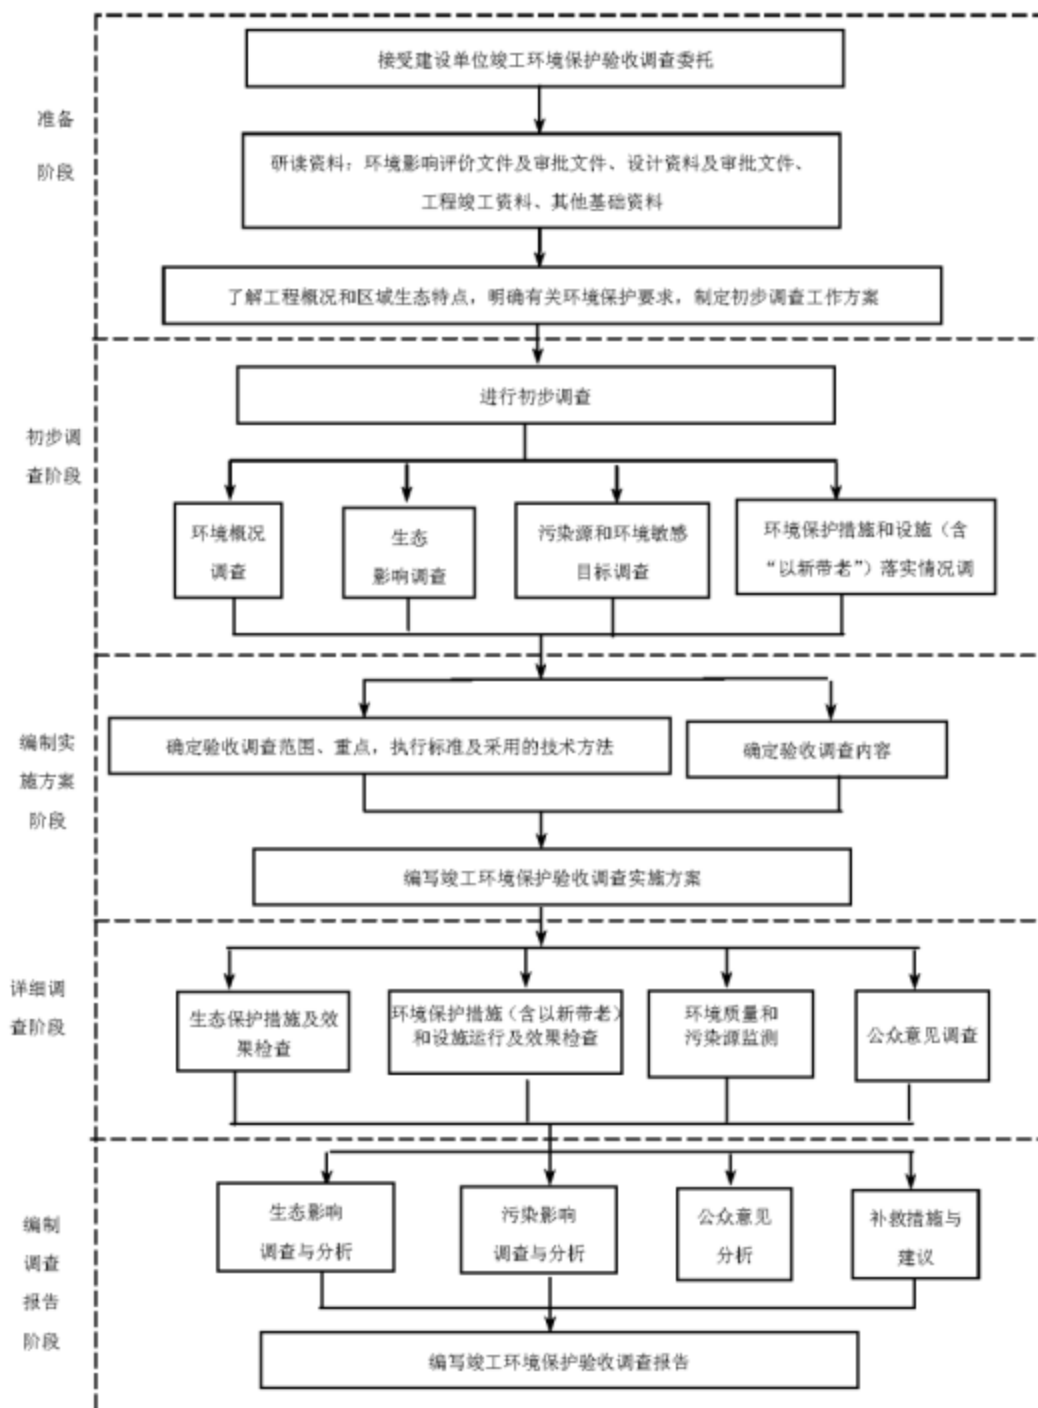 准备
阶段
接受建设单位竣工环境保护验收调查委托
研读资料：环境影响评价文件及审批文件、设计资料及审批文件、
工程竣工资料、其他基础资料
了解工程概况和区域生态特点，明确有关环境保护要求，制定初步调查工作方案
初步调
查阶段
进行初步调查
环境概况
调查
生态
影响调查
污染源和环境敏感
目标调查
环境保护措施和设施（含
“以新带老”）落实情况调
编制实
施方案
阶段
确定验收调查范围、重点，执行标准及采用的技术方法
确定验收调查内容
编写竣工环境保护验收调查实施方案
详细调
查阶段
生态保护措施及效
果检查
环境保护措施（含以新带老）
和设施运行及效果检查
环境质量和
污染源监测
公众意见调查
编制
调查
报告
阶段
生态影响
调查与分析
污染影响
调查与分析
公众意见
分析
补救措施与
建议
编写竣工环境保护验收调查报告